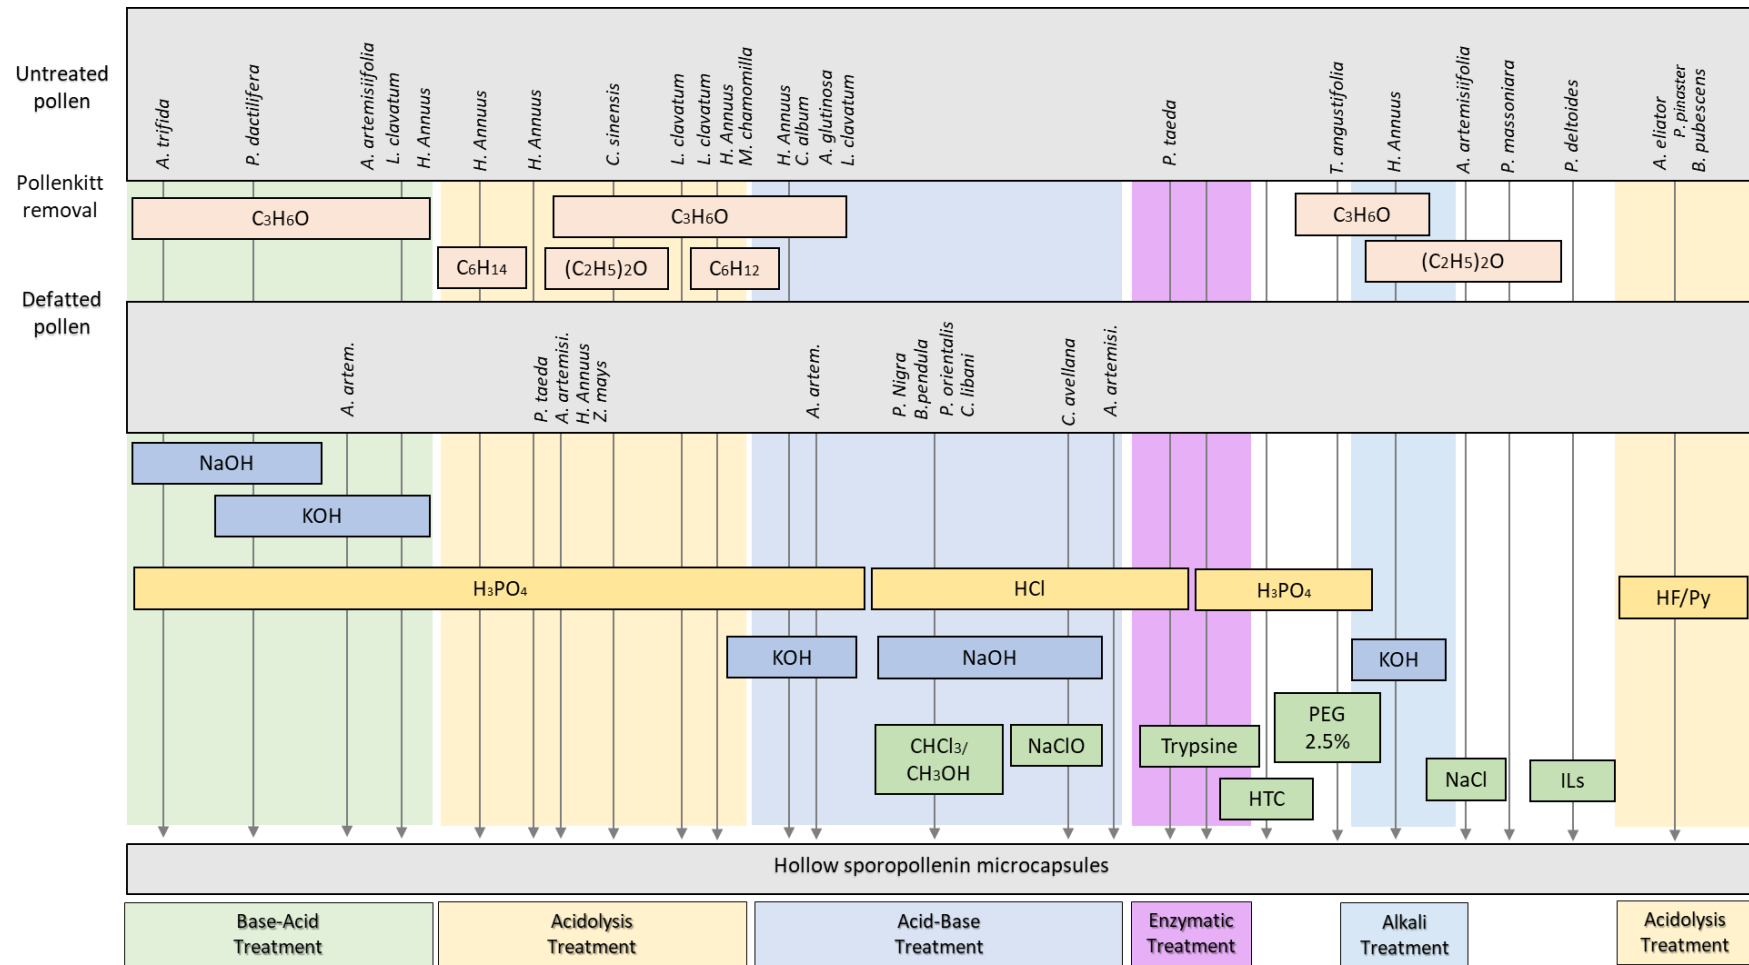 Untreated
pollen
A. trifida
P. dactilifera
A. artemisiifolia
L. clavatum
H. Annuus
H. Annuus
H. Annuus
C. sinensis
L. clavatum
L. clavatum
H. Annuus
M. chamomilla
H. Annuus
C. album
A. glutinosa
L. clavatum
P. taeda
T. angustifolia
H. Annuus
A. artemisiifolia
P. massoniara
P. deltoides
A. eliator
P. pinaster
B. pubescens
Pollenkitt
removal
C3H6O
C3H6O
C3H6O
C6H14
(C2H5)2O
C6H12
(C2H5)2O
Defatted
pollen
A. artem.
P. taeda
A. artemisi.
H. Annuus
Z. mays
A. artem.
P. Nigra
B.pendula
P. orientalis
C. libani
C. avellana
A. artemisi.
NaOH
KOH
H3PO4
HCl
H3PO4
HF/Py
KOH
NaOH
KOH
CHCl3/
CH3OH
NaClO
Trypsine
PEG
2.5%
HTC
NaCl
ILs
Hollow sporopollenin microcapsules
Base-Acid
Treatment
Acidolysis
Treatment
Acid-Base
Treatment
Enzymatic
Treatment
Alkali
Treatment
Acidolysis
Treatment